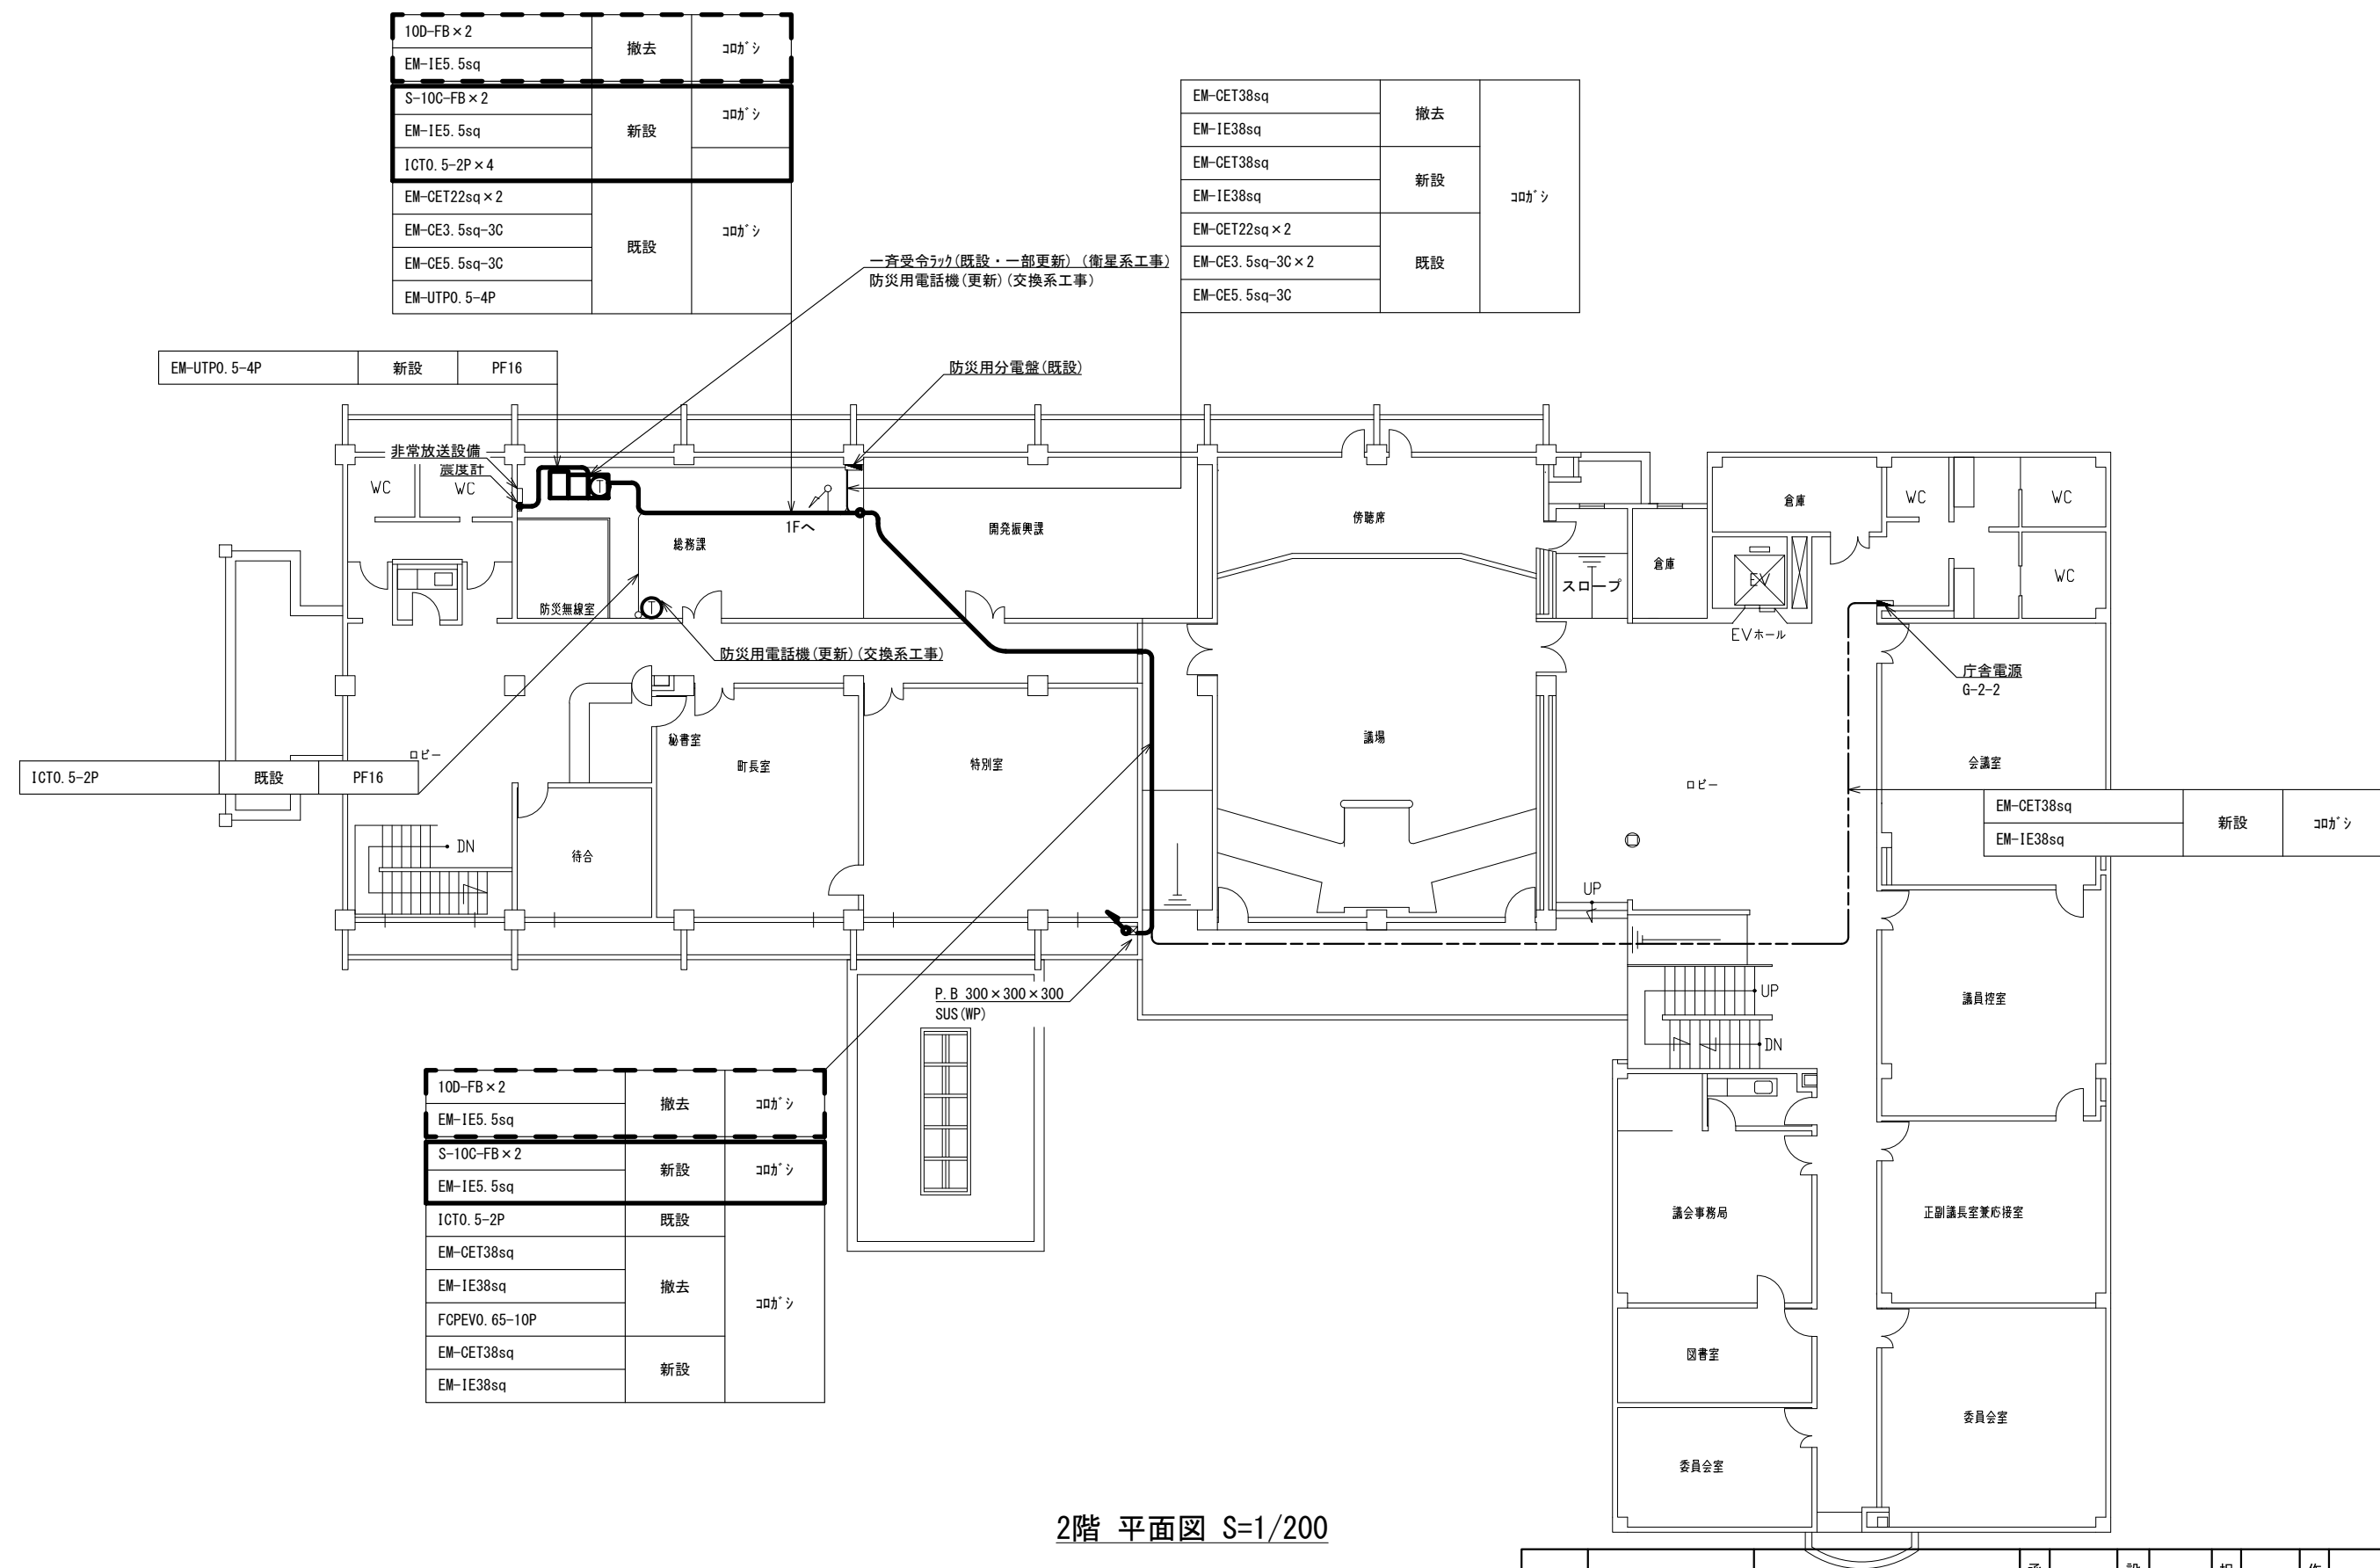 10D-FB×2 撤去 ｺﾛｶﾞｼ
EM-IE5.5sq
S-10C-FB×2 新設 ｺﾛｶﾞｼ
EM-IE5.5sq
ICT0.5-2P×4
EM-CET22sq×2 既設 ｺﾛｶﾞｼ
EM-CE3.5sq-3C
EM-CE5.5sq-3C
EM-UTP0.5-4P
EM-CET38sq 撤去 ｺﾛｶﾞｼ
EM-IE38sq
EM-CET38sq 新設
EM-IE38sq
EM-CET22sq×2 既設
EM-CE3.5sq-3C×2
EM-CE5.5sq-3C
一斉受令ﾗｯｸ(既設・一部更新) (衛星系工事)
防災用電話機(更新)(交換系工事)
EM-UTP0.5-4P 新設 PF16
防災用分電盤(既設)
非常放送設備
震度計
WC
WC
T
1Fへ
総務課
開発振興課
傍聴席
スロープ
倉庫
倉庫
WC
WC
WC
EV
EVホール
防災無線室
T
防災用電話機(更新)(交換系工事)
庁舎電源
G-2-2
ロビー
秘書室
町長室
特別室
議場
ロビー
会議室
ICT0.5-2P 既設 PF16
EM-CET38sq 新設 ｺﾛｶﾞｼ
EM-IE38sq
DN
待合
UP
P.B 300×300×300
SUS(WP)
UP
DN
議員控室
10D-FB×2 撤去 ｺﾛｶﾞｼ
EM-IE5.5sq
S-10C-FB×2 新設 ｺﾛｶﾞｼ
EM-IE5.5sq
ICT0.5-2P 既設 ｺﾛｶﾞｼ
EM-CET38sq 撤去
EM-IE38sq
FCPEV0.65-10P
EM-CET38sq 新設
EM-IE38sq
議会事務局
正副議長室兼応接室
図書室
委員会室
委員会室
2階 平面図 S=1/200